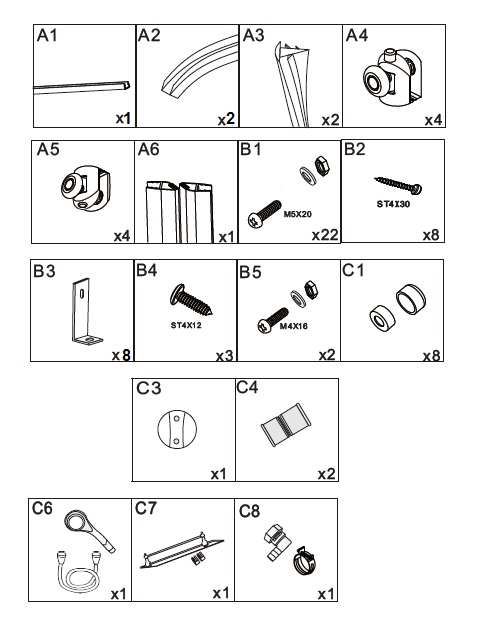 A1 A2 A3 A4
x1 x2 x2 x4
A5 A6 B1 B2
M5X20 ST4X30
x4 x1 x22 x8
B3 B4 B5 C1
ST4X12 M4X16
x8 x3 x2 x8
C3 C4
x1 x2
C6 C7 C8
x1 x1 x1